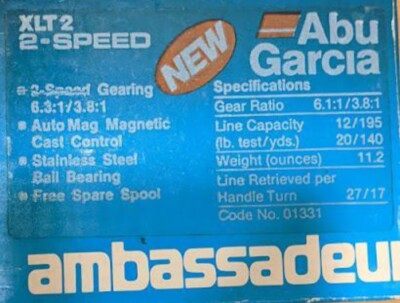 XLT 2
2-SPEED
NEW
Abu
Garcia
2-Speed Gearing
6.3:1/3.8:1
Auto Mag Magnetic
Cast Control
Stainless Steel
Ball Bearing
Free Spare Spool
Specifications
Gear Ratio 6.1:1/3.8:1
Line Capacity 12/195
(lb. test/yds.) 20/140
Weight (ounces) 11.2
Line Retrieved per
Handle Turn 27/17
Code No. 01331
ambassadeur